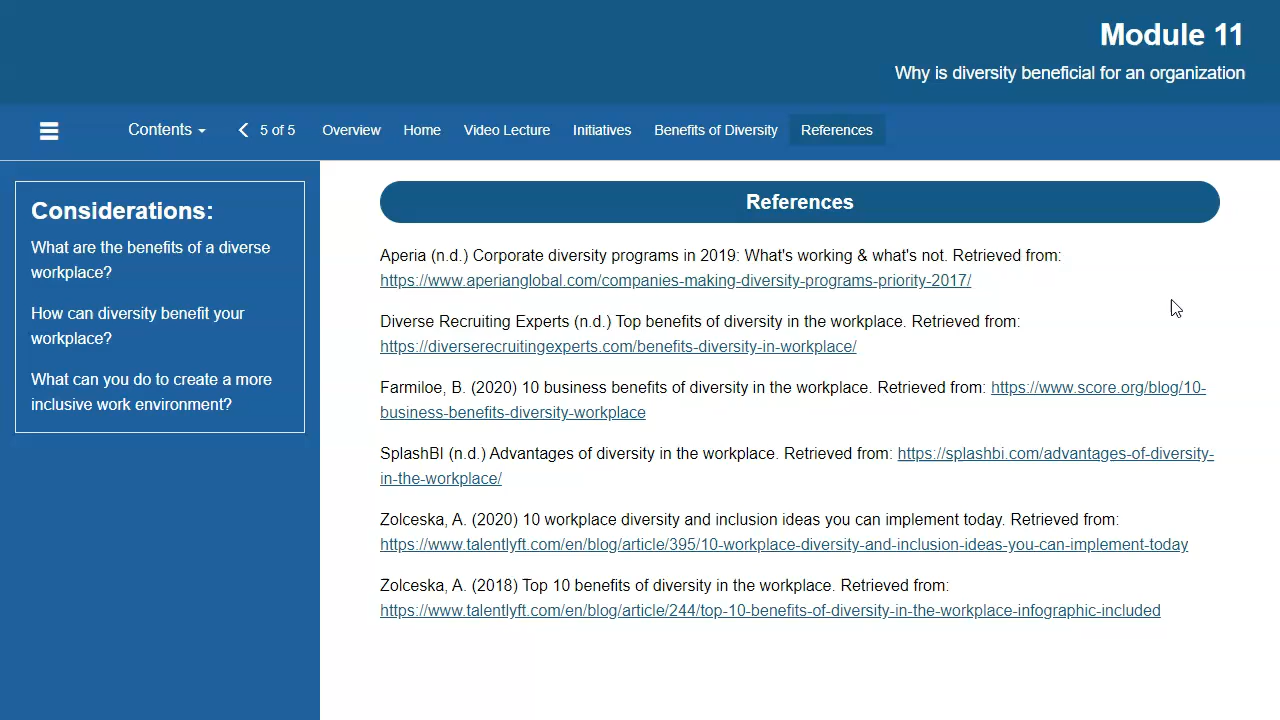 Module 11
Why is diversity beneficial for an organization
Contents
5 of 5
Overview
Home
Video Lecture
Initiatives
Benefits of Diversity
References
Considerations:
What are the benefits of a diverse
workplace?
How can diversity benefit your
workplace?
What can you do to create a more
inclusive work environment?
References
Aperia (n.d.) Corporate diversity programs in 2019: What's working & what's not. Retrieved from:
https://www.aperianglobal.com/companies-making-diversity-programs-priority-2017/
Diverse Recruiting Experts (n.d.) Top benefits of diversity in the workplace. Retrieved from:
https://diverserecruitingexperts.com/benefits-diversity-in-workplace/
Farmiloe, B. (2020) 10 business benefits of diversity in the workplace. Retrieved from: https://www.score.org/blog/10-
business-benefits-diversity-workplace
SplashBI (n.d.) Advantages of diversity in the workplace. Retrieved from: https://splashbi.com/advantages-of-diversity-
in-the-workplace/
Zolceska, A. (2020) 10 workplace diversity and inclusion ideas you can implement today. Retrieved from:
https://www.talentlyft.com/en/blog/article/395/10-workplace-diversity-and-inclusion-ideas-you-can-implement-today
Zolceska, A. (2018) Top 10 benefits of diversity in the workplace. Retrieved from:
https://www.talentlyft.com/en/blog/article/244/top-10-benefits-of-diversity-in-the-workplace-infographic-included